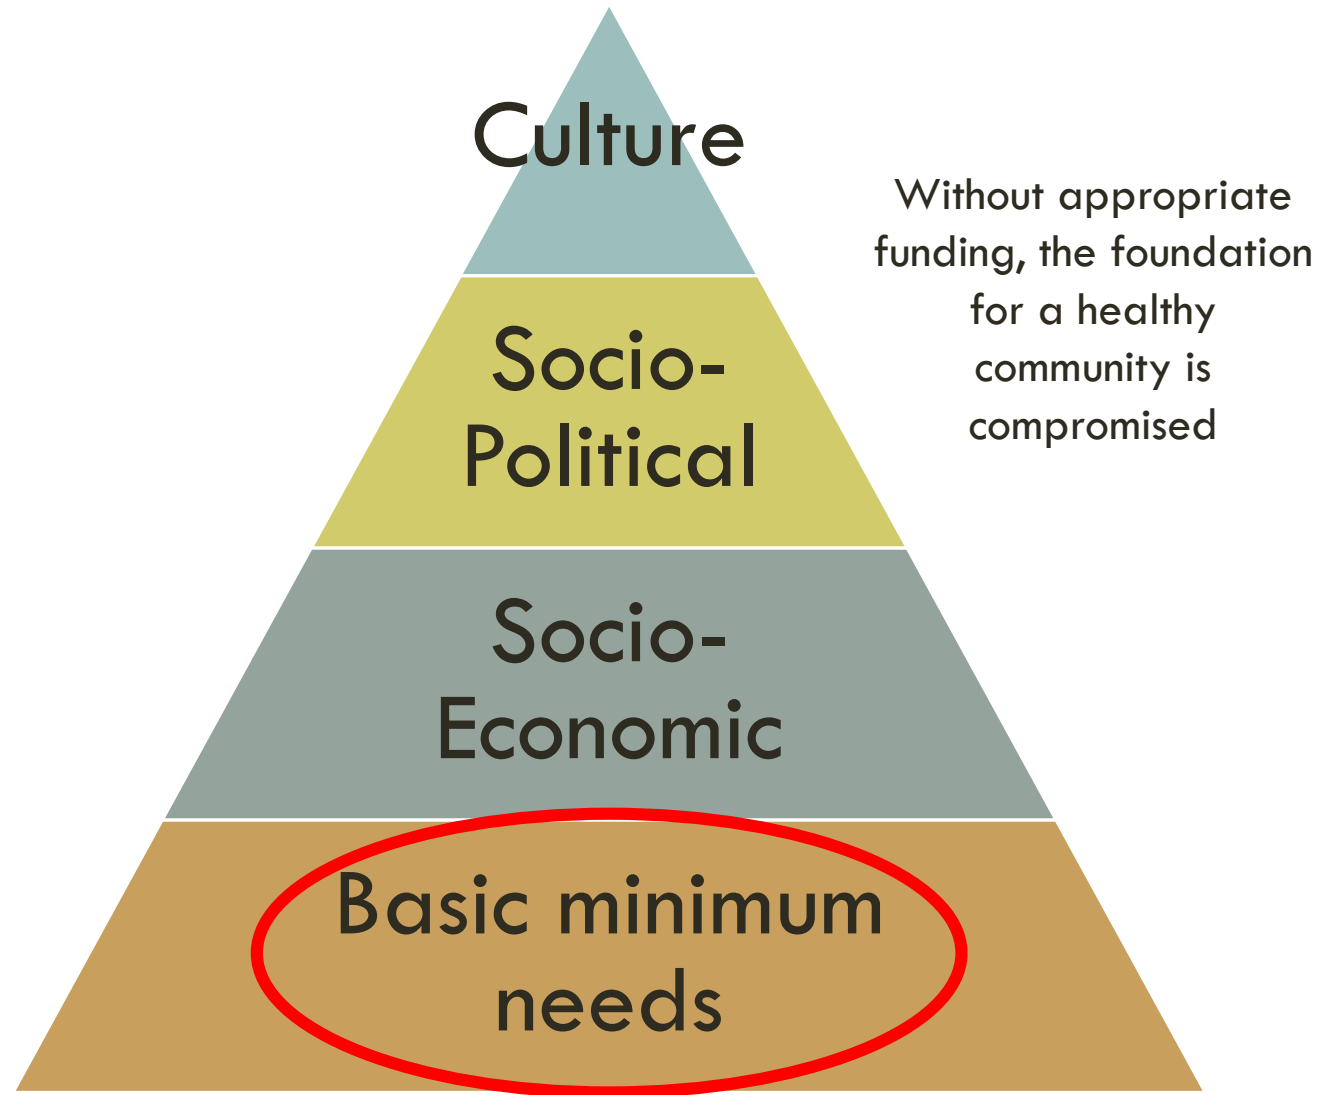 Culture
Without appropriate
funding, the foundation
for a healthy
community is
compromised
Socio-
Political
Socio-
Economic
Basic minimum
needs